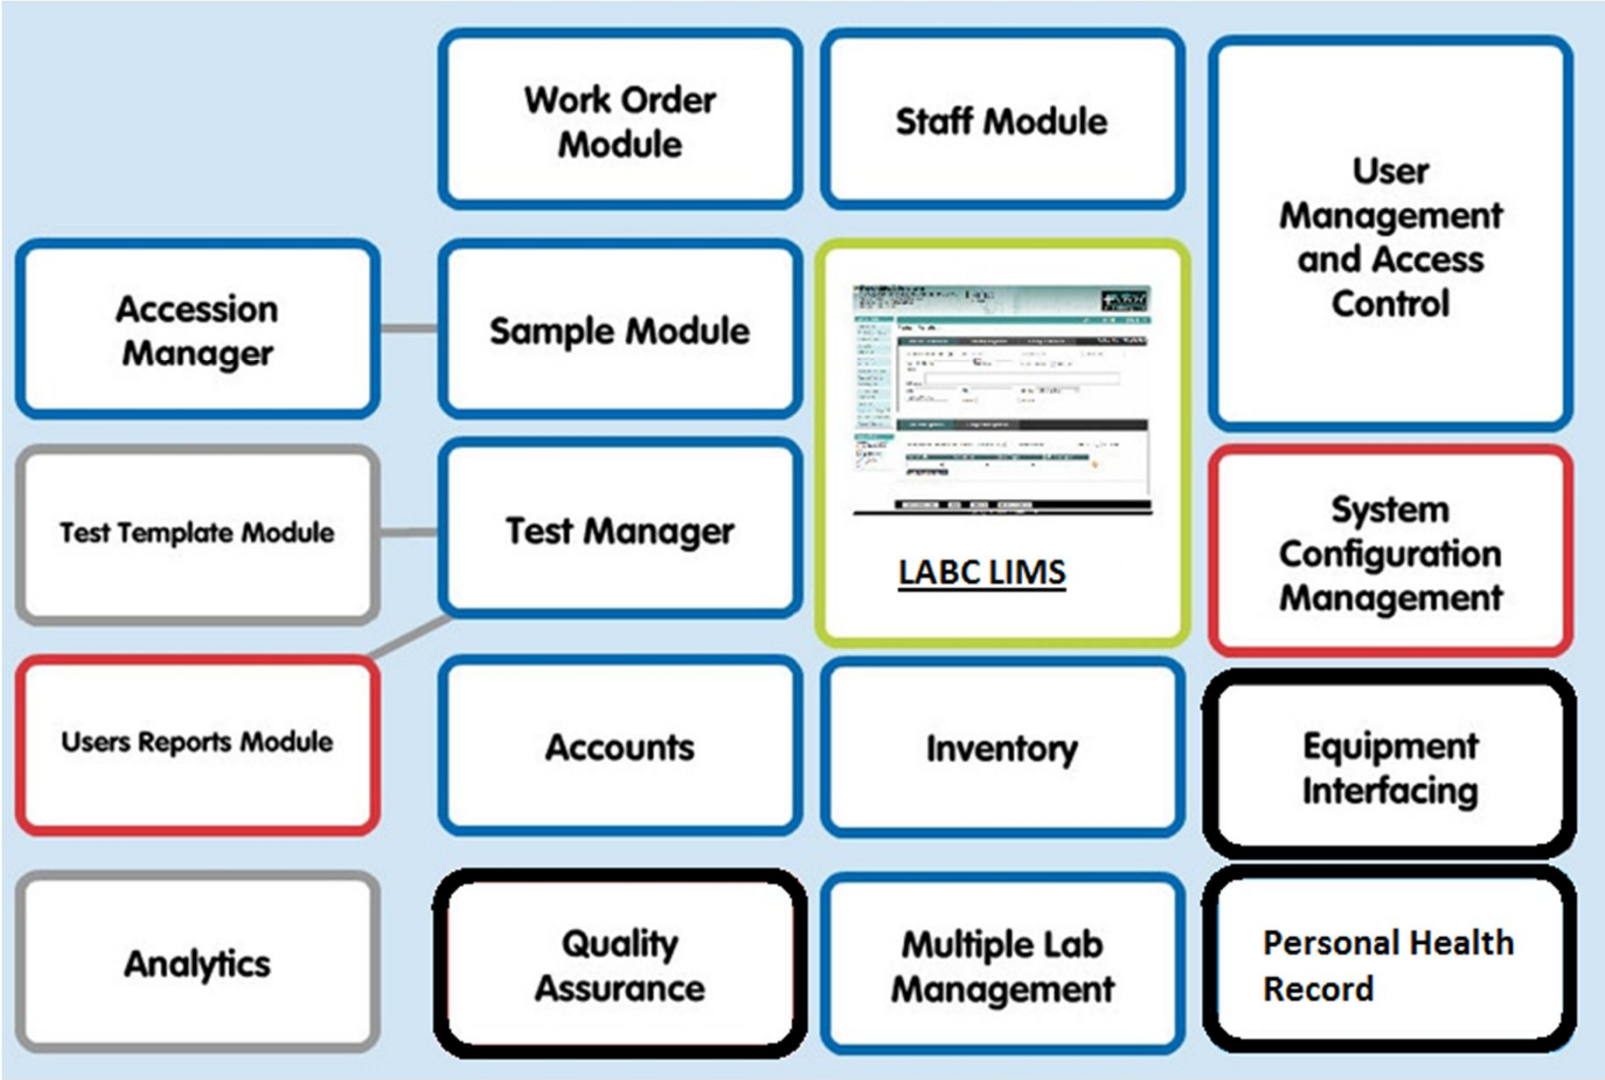 Work Order
Module
Staff Module
User
Management
and Access
Control
Accession
Manager
Sample Module
Test Template Module
Test Manager
LABC LIMS
System
Configuration
Management
Users Reports Module
Accounts
Inventory
Equipment
Interfacing
Analytics
Quality
Assurance
Multiple Lab
Management
Personal Health
Record